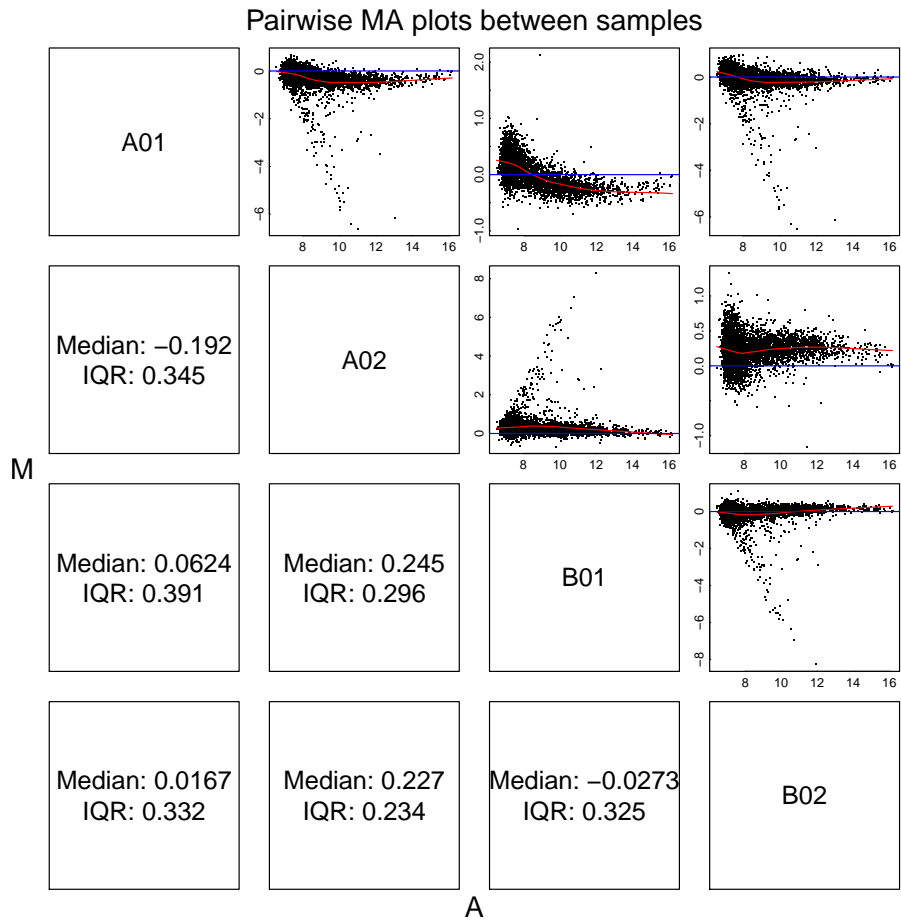 Pairwise MA plots between samples
A01
0
−2
−4
−6
8 10 12 14 16
2.0
1.0
0.0
−1.0
8 10 12 14 16
0
−2
−4
−6
8 10 12 14 16
Median: −0.192
IQR: 0.345
A02
8
6
4
2
0
8 10 12 14 16
1.0
0.5
0.0
−1.0
8 10 12 14 16
M
Median: 0.0624
IQR: 0.391
Median: 0.245
IQR: 0.296
B01
0
−2
−4
−6
−8
8 10 12 14 16
Median: 0.0167
IQR: 0.332
Median: 0.227
IQR: 0.234
Median: −0.0273
IQR: 0.325
B02
A